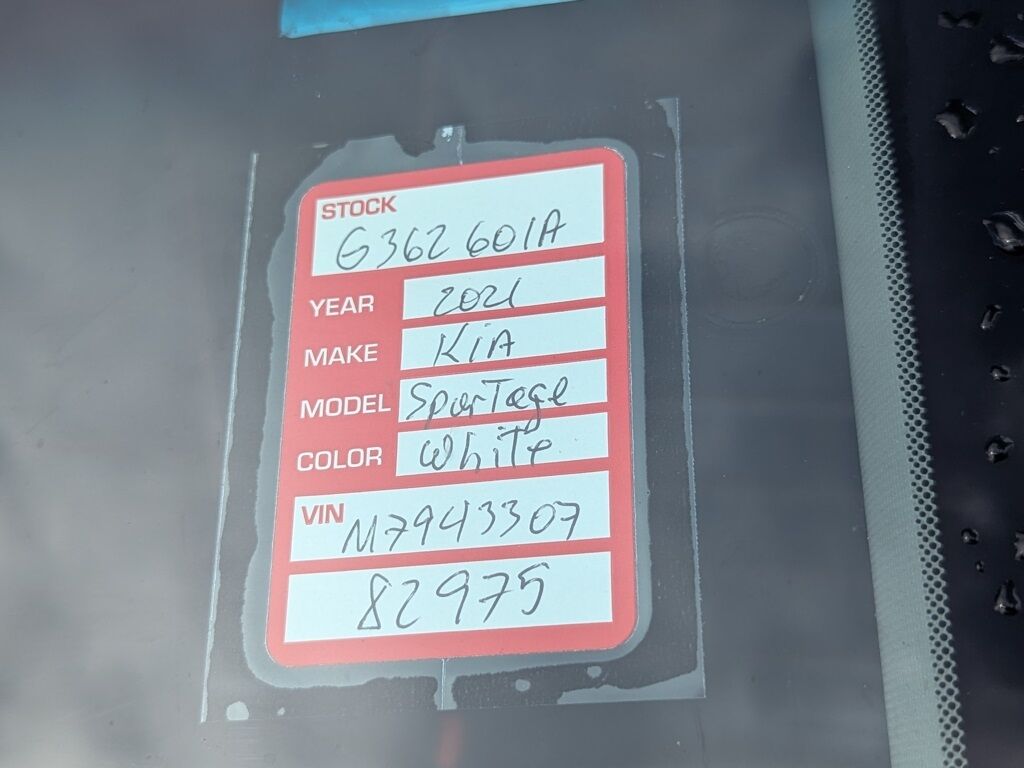 STOCK
G362601A
YEAR 2021
MAKE KiA
MODEL SporTage
COLOR White
VIN M7943307
82975